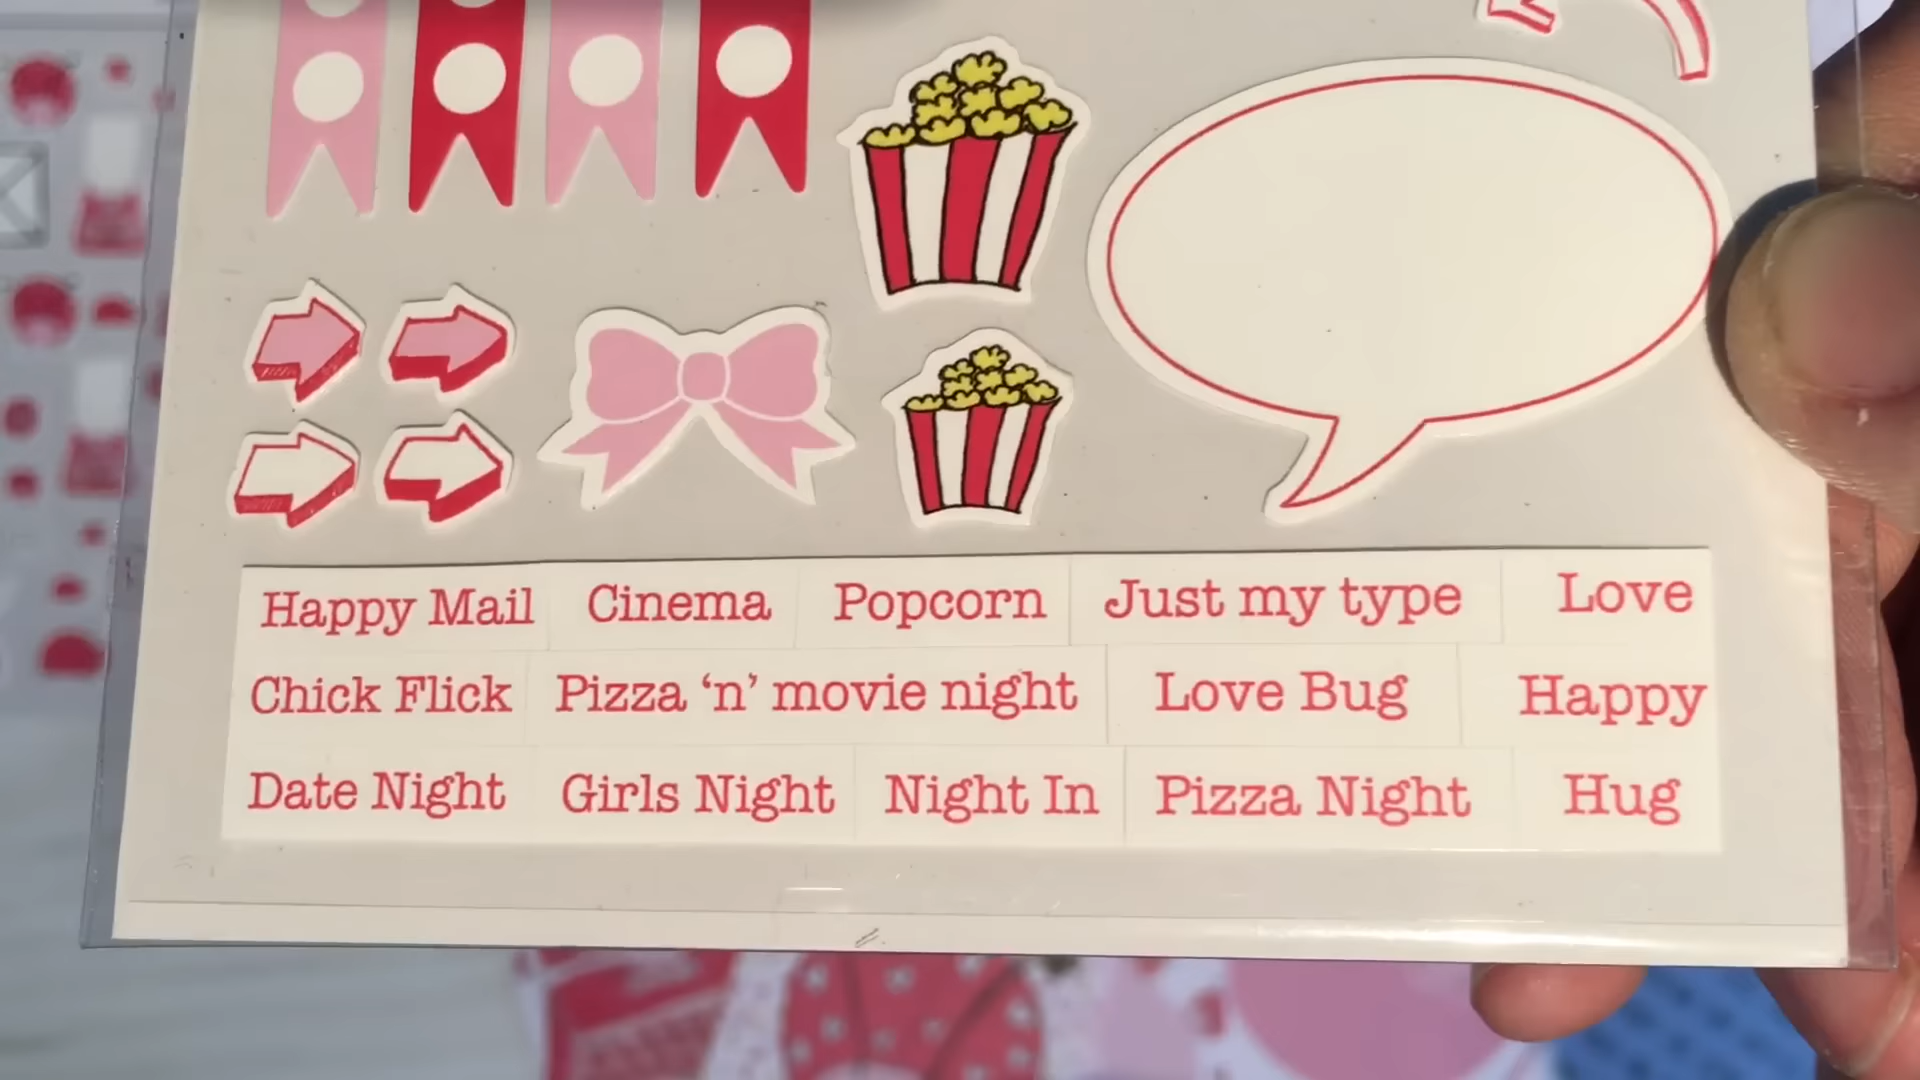 Happy Mail Cinema Popcorn Just my type Love
Chick Flick Pizza ‘n’ movie night Love Bug Happy
Date Night Girls Night Night In Pizza Night Hug